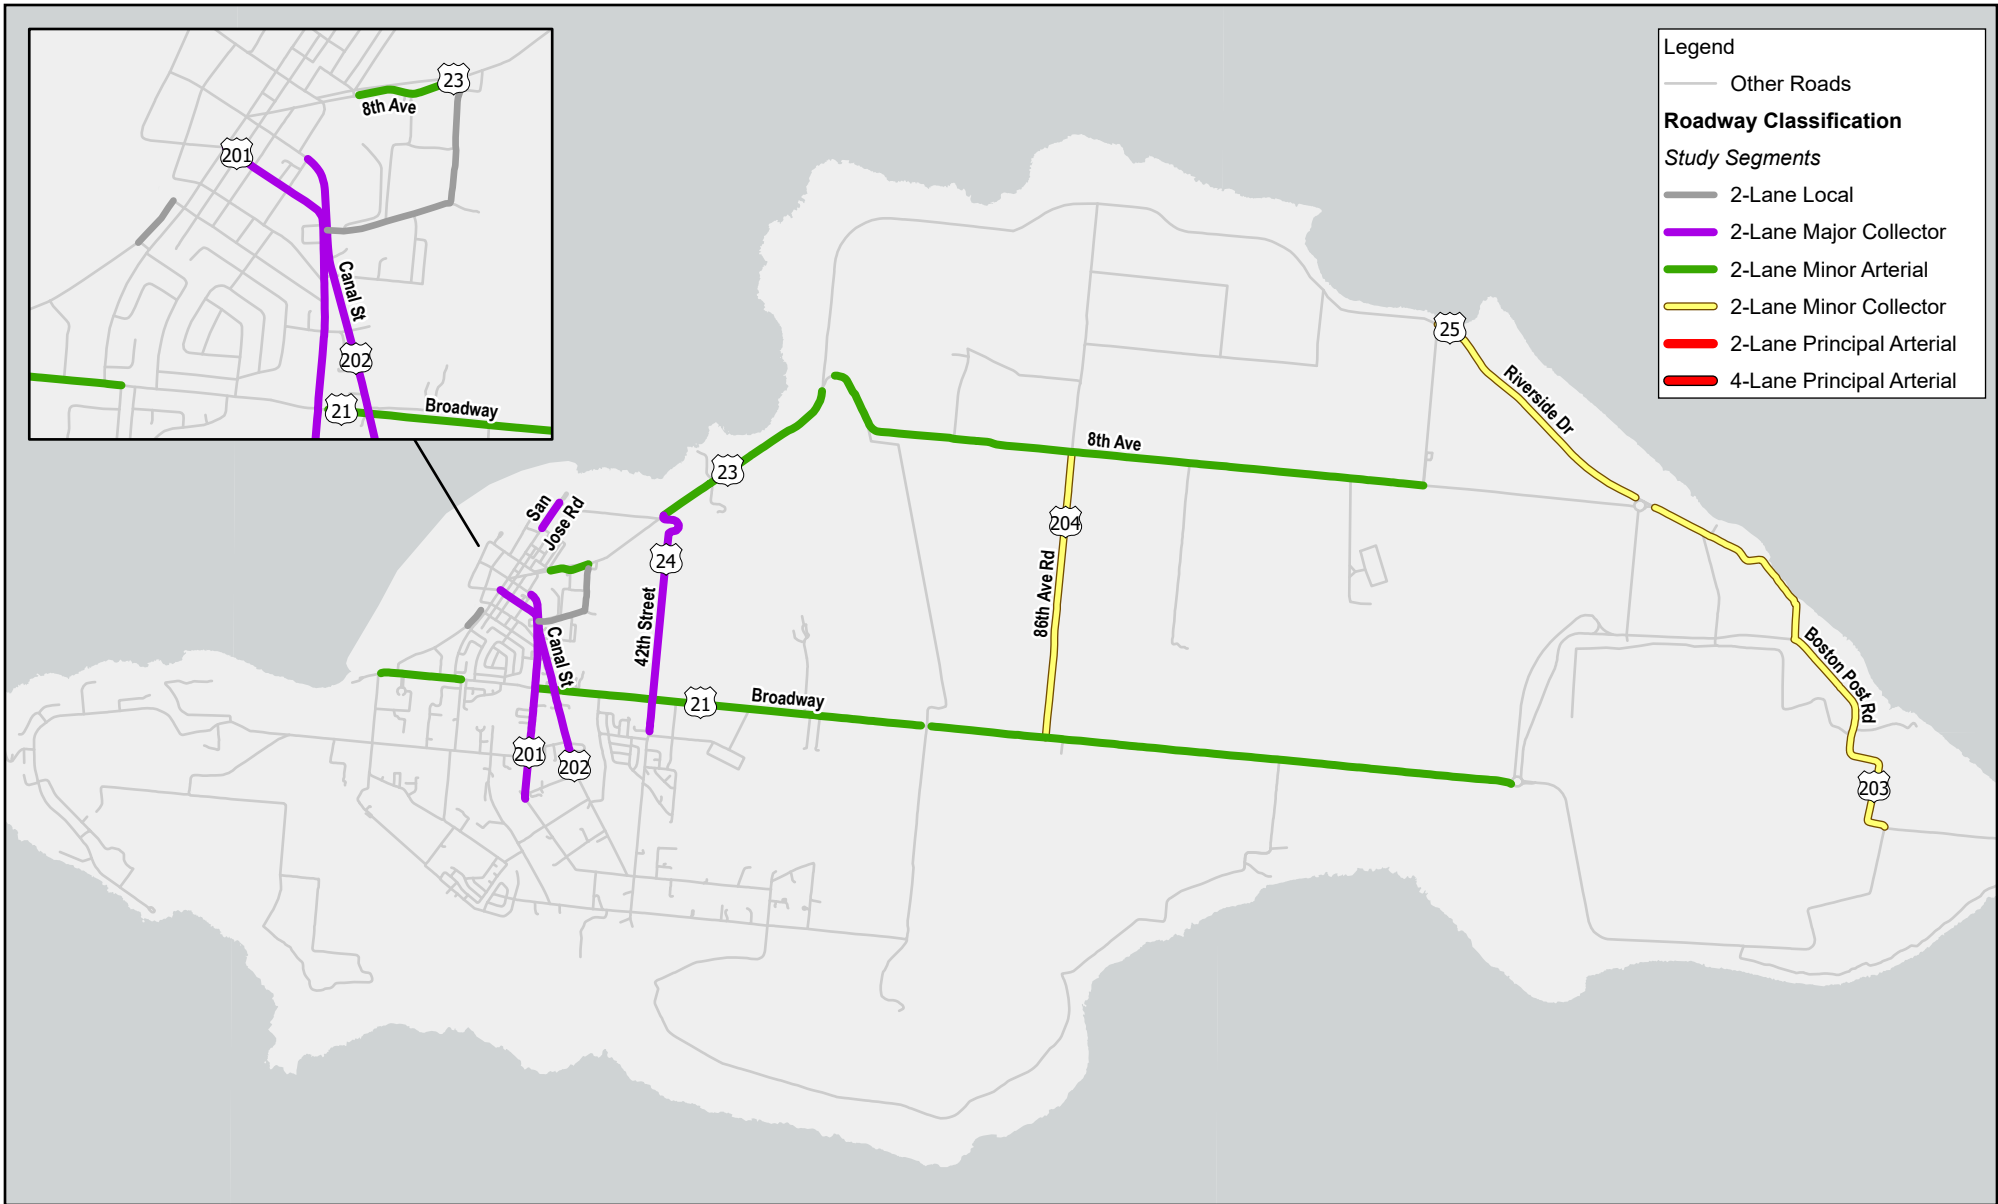 23
8th Ave
201
Canal St
202
21
Broadway
Legend
Other Roads
Roadway Classification
Study Segments
2-Lane Local
2-Lane Major Collector
2-Lane Minor Arterial
2-Lane Minor Collector
2-Lane Principal Arterial
4-Lane Principal Arterial
25
Riverside Dr
8th Ave
23
San
Jose Rd
204
24
86th Ave Rd
42th Street
Canal St
Boston Post Rd
21
Broadway
201
202
203